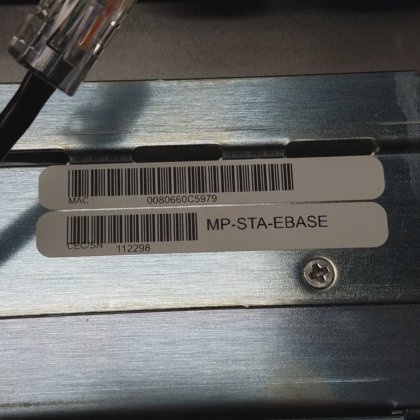 MAC : 0080660C5979
CEC/SN 112298 MP-STA-EBASE